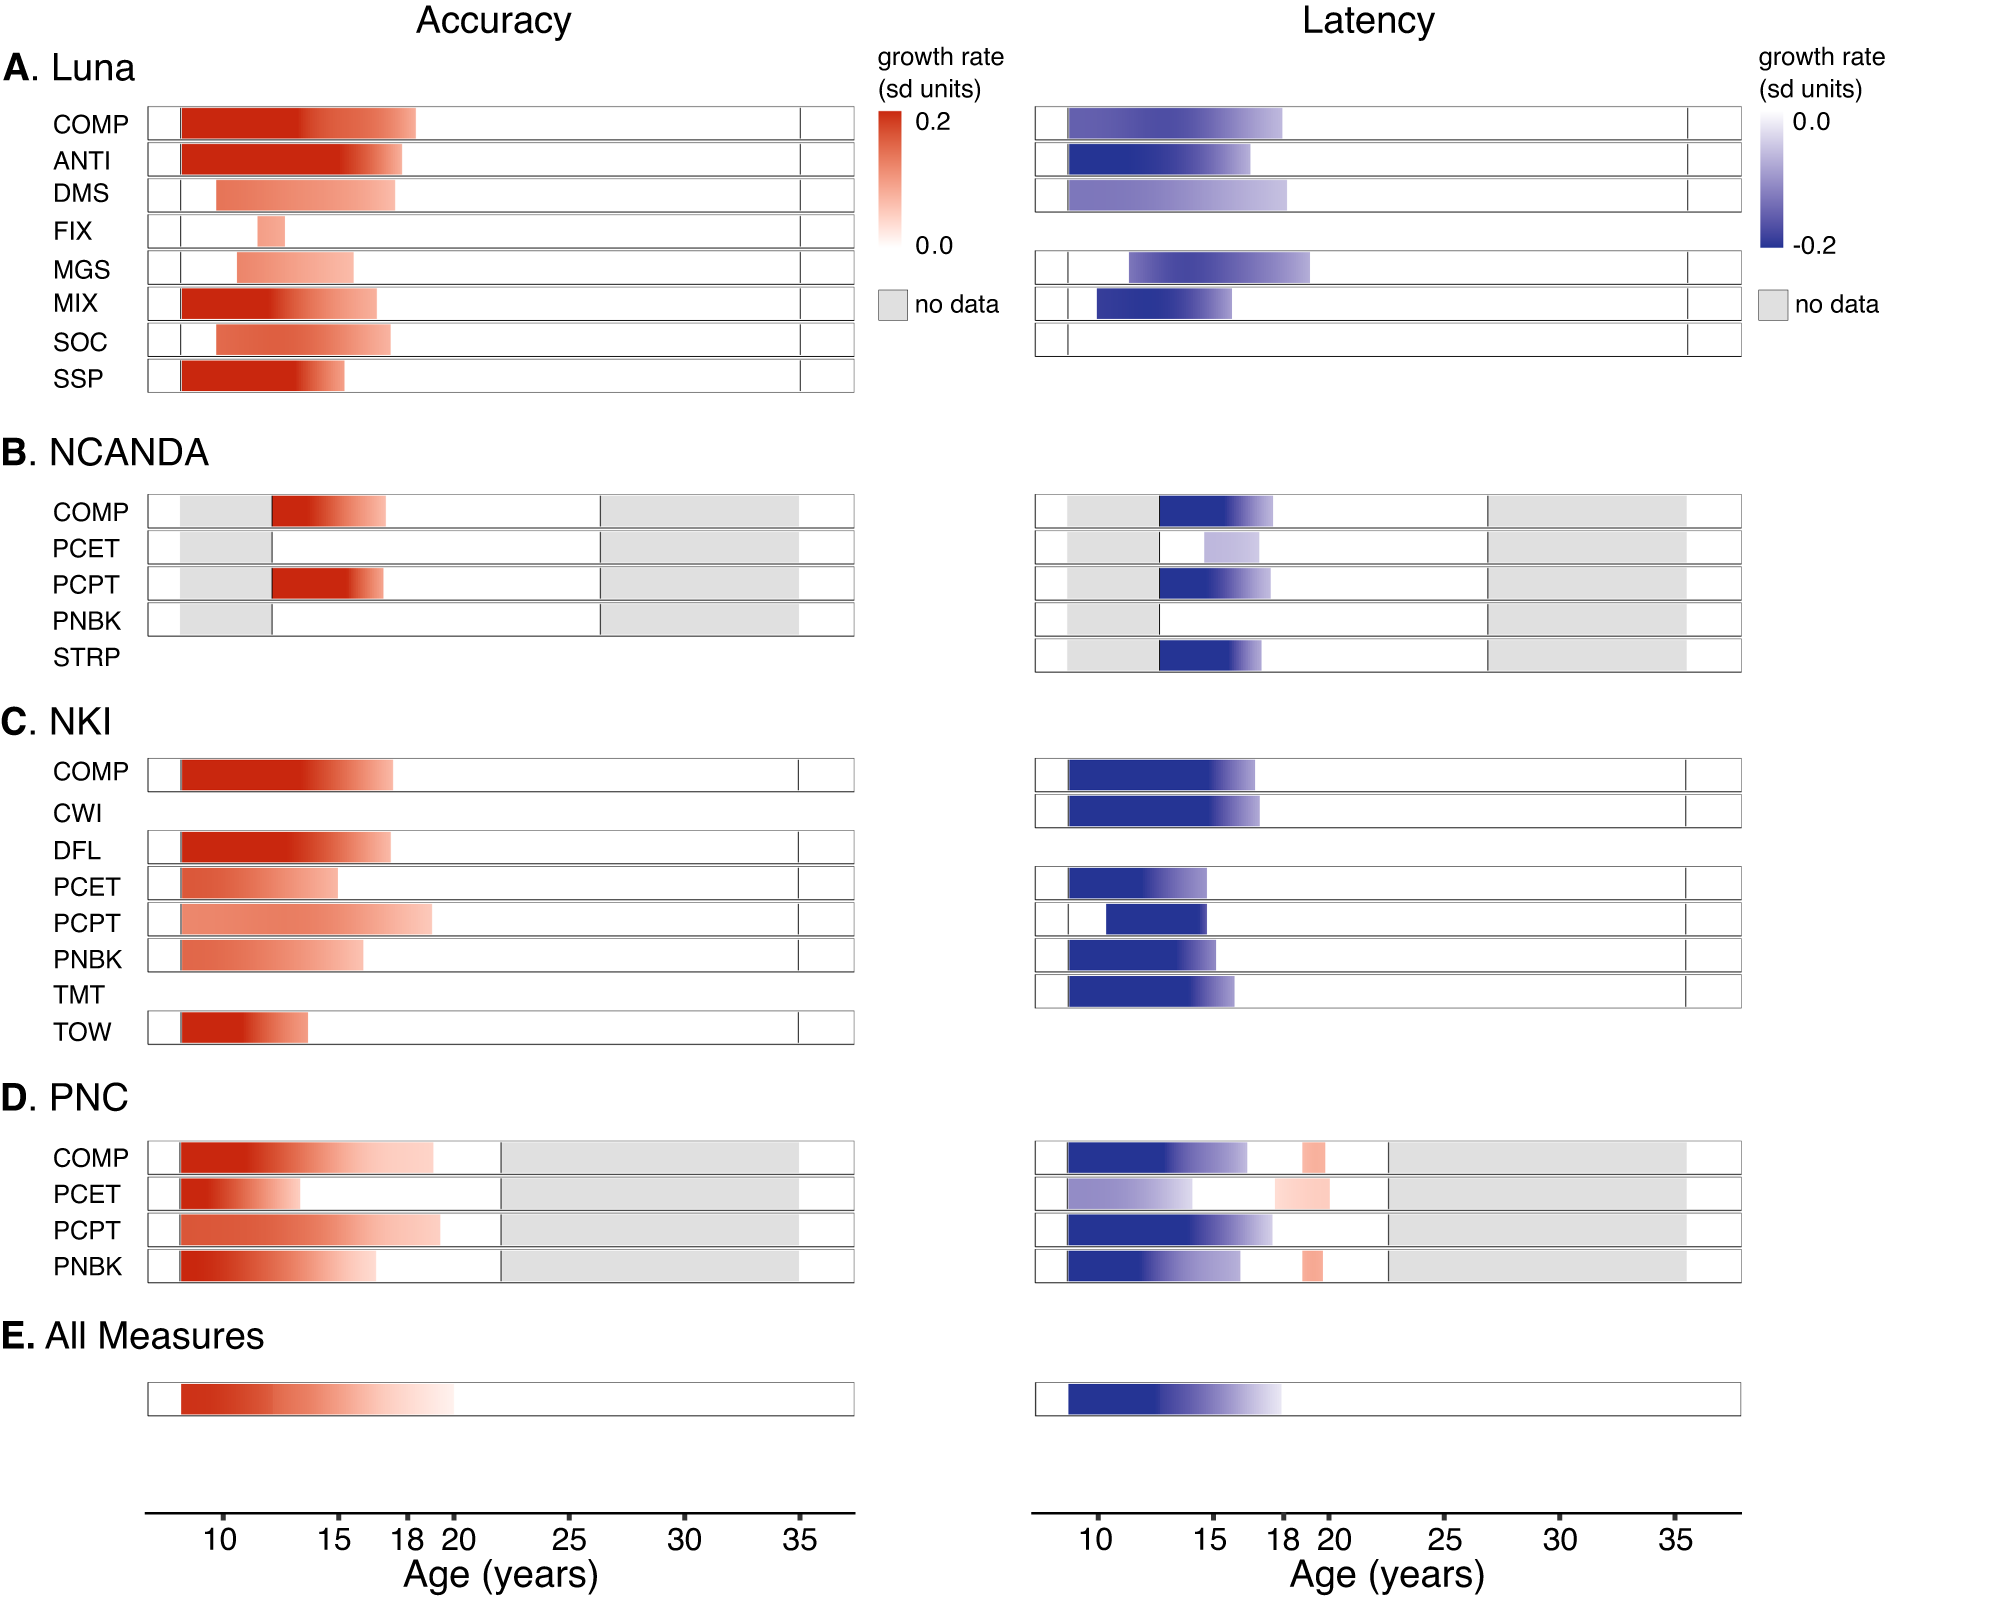 Accuracy
Latency
A. Luna
growth rate
(sd units)
0.2
0.0
no data
growth rate
(sd units)
0.0
-0.2
no data
COMP
ANTI
DMS
FIX
MGS
MIX
SOC
SSP
B. NCANDA
COMP
PCET
PCPT
PNBK
STRP
C. NKI
COMP
CWI
DFL
PCET
PCPT
PNBK
TMT
TOW
D. PNC
COMP
PCET
PCPT
PNBK
E. All Measures
10 15 18 20 25 30 35
Age (years)
10 15 18 20 25 30 35
Age (years)